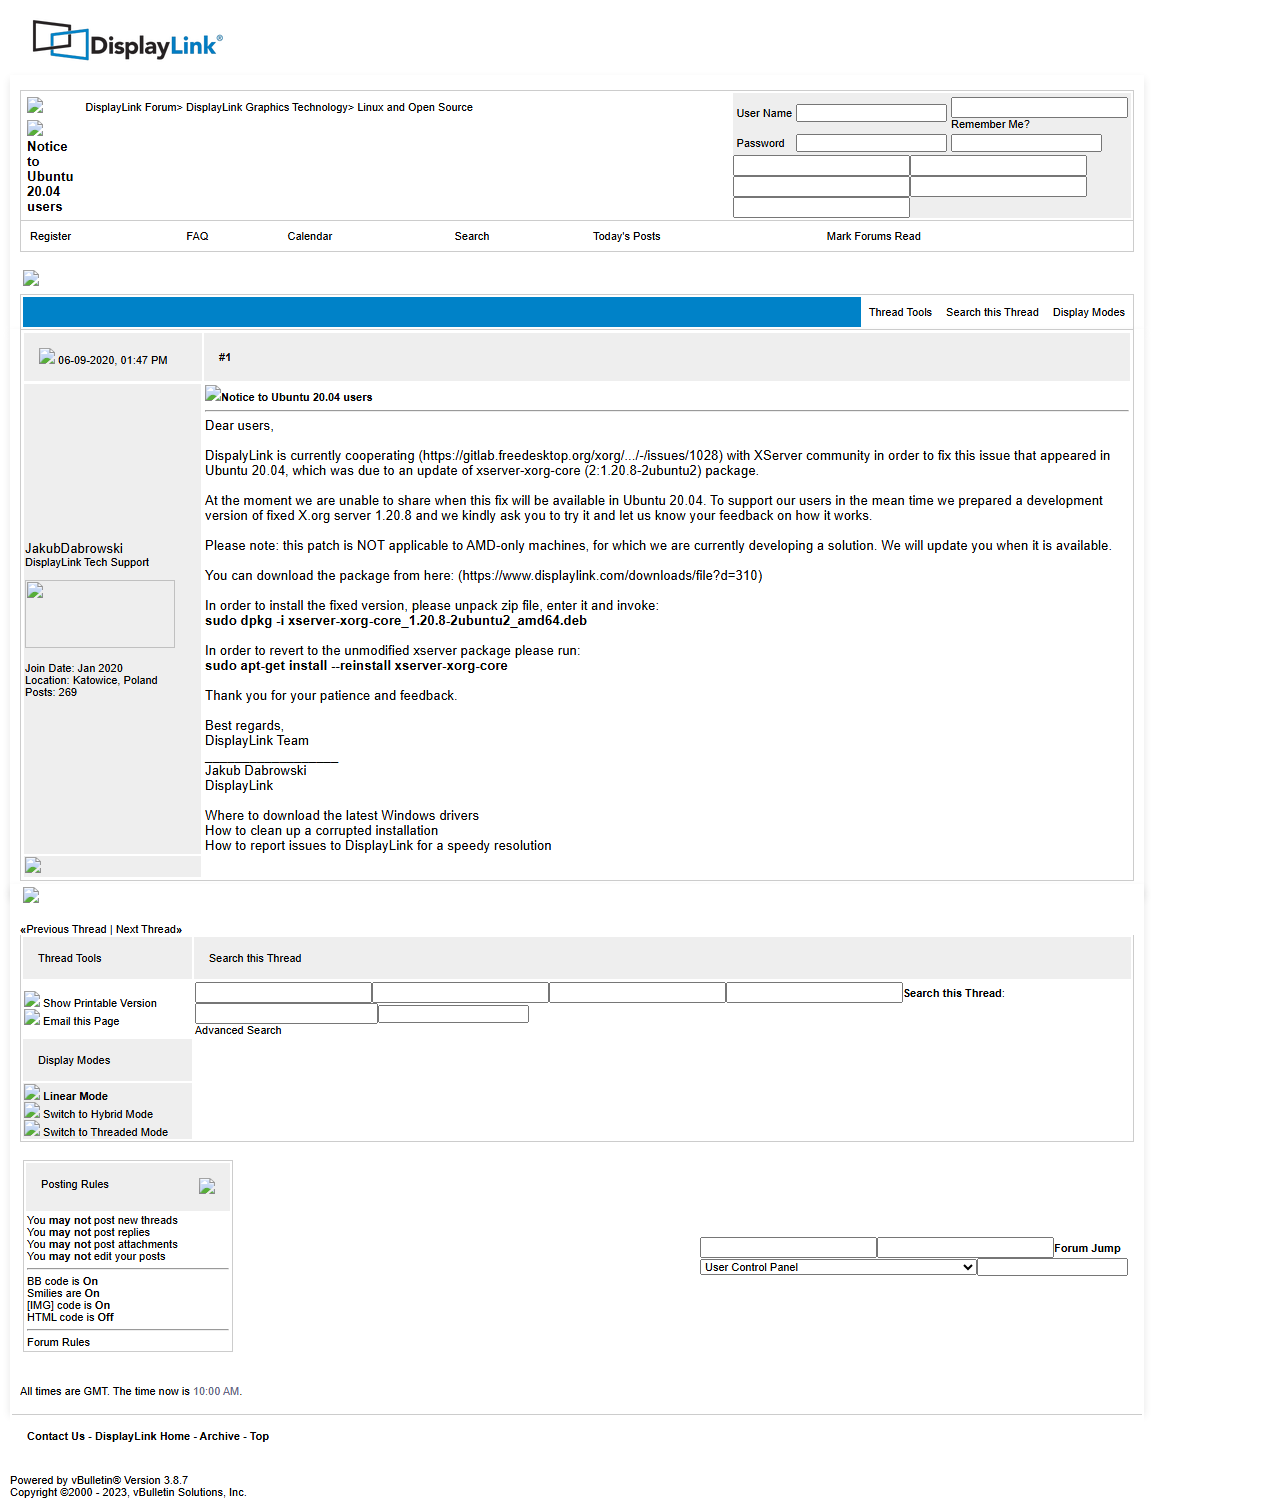 DisplayLink®
DisplayLink Forum> DisplayLink Graphics Technology> Linux and Open Source
Notice
to
Ubuntu
20.04
users
User Name
Remember Me?
Password
Register FAQ Calendar Search Today's Posts Mark Forums Read
Thread Tools Search this Thread Display Modes
06-09-2020, 01:47 PM #1
JakubDabrowski
DisplayLink Tech Support
Join Date: Jan 2020
Location: Katowice, Poland
Posts: 269
Notice to Ubuntu 20.04 users
Dear users,
DispalyLink is currently cooperating (https://gitlab.freedesktop.org/xorg/.../-/issues/1028) with XServer community in order to fix this issue that appeared in
Ubuntu 20.04, which was due to an update of xserver-xorg-core (2:1.20.8-2ubuntu2) package.
At the moment we are unable to share when this fix will be available in Ubuntu 20.04. To support our users in the mean time we prepared a development
version of fixed X.org server 1.20.8 and we kindly ask you to try it and let us know your feedback on how it works.
Please note: this patch is NOT applicable to AMD-only machines, for which we are currently developing a solution. We will update you when it is available.
You can download the package from here: (https://www.displaylink.com/downloads/file?d=310)
In order to install the fixed version, please unpack zip file, enter it and invoke:
sudo dpkg -i xserver-xorg-core_1.20.8-2ubuntu2_amd64.deb
In order to revert to the unmodified xserver package please run:
sudo apt-get install --reinstall xserver-xorg-core
Thank you for your patience and feedback.
Best regards,
DisplayLink Team
__________________
Jakub Dabrowski
DisplayLink
Where to download the latest Windows drivers
How to clean up a corrupted installation
How to report issues to DisplayLink for a speedy resolution
«Previous Thread | Next Thread»
Thread Tools
Search this Thread
Show Printable Version
Email this Page
Search this Thread:
Advanced Search
Display Modes
Linear Mode
Switch to Hybrid Mode
Switch to Threaded Mode
Posting Rules
You may not post new threads
You may not post replies
You may not post attachments
You may not edit your posts
BB code is On
Smilies are On
[IMG] code is On
HTML code is Off
Forum Rules
Forum Jump
User Control Panel
All times are GMT. The time now is 10:00 AM.
Contact Us - DisplayLink Home - Archive - Top
Powered by vBulletin® Version 3.8.7
Copyright ©2000 - 2023, vBulletin Solutions, Inc.